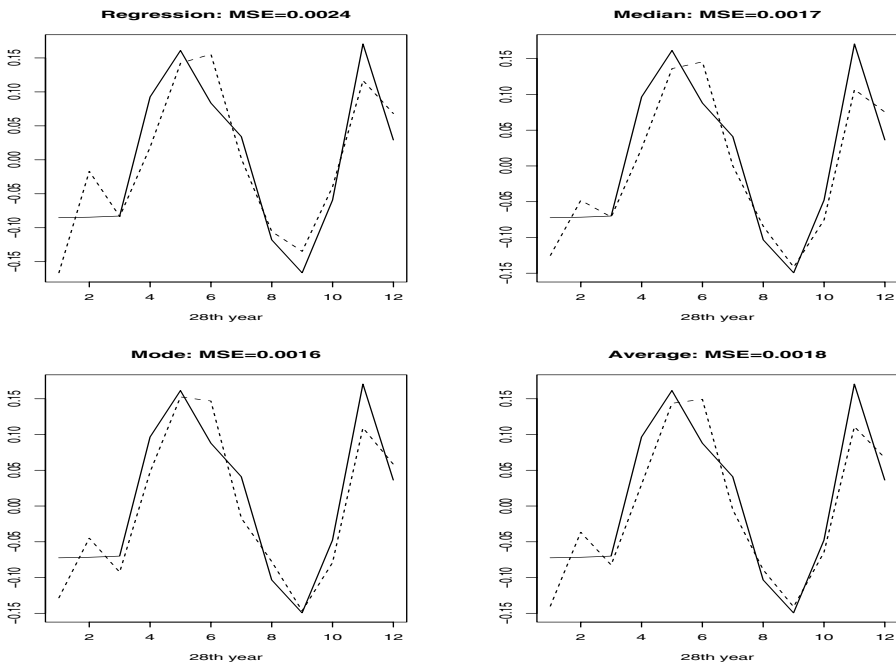 Regression: MSE=0.0024
0.15
0.10
0.05
0.00
−0.05
−0.10
−0.15
2 4 6 8 10 12
28th year
Median: MSE=0.0017
0.15
0.10
0.05
0.00
−0.05
−0.10
−0.15
2 4 6 8 10 12
28th year
Mode: MSE=0.0016
0.15
0.10
0.05
0.00
−0.05
−0.10
−0.15
2 4 6 8 10 12
28th year
Average: MSE=0.0018
0.15
0.10
0.05
0.00
−0.05
−0.10
−0.15
2 4 6 8 10 12
28th year